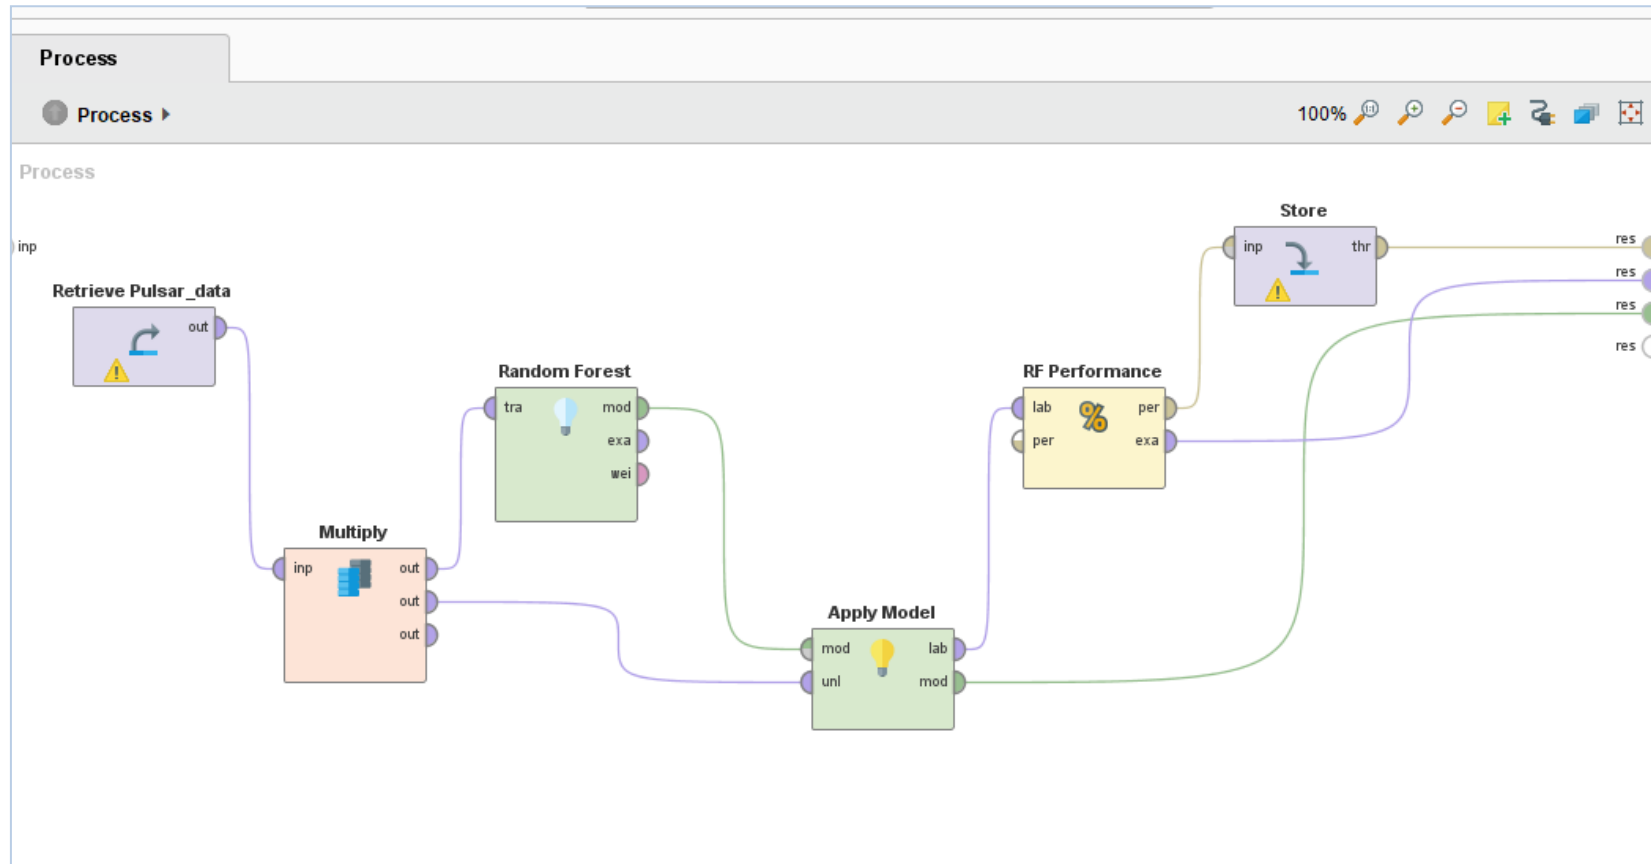 Process
Process
100%
Process
Store
inp
inp
thr
res
res
Retrieve Pulsar_data
out
res
res
Random Forest
RF Performance
tra
mod
exa
wei
lab
per
per
exa
Multiply
inp
out
out
out
Apply Model
mod
lab
unl
mod